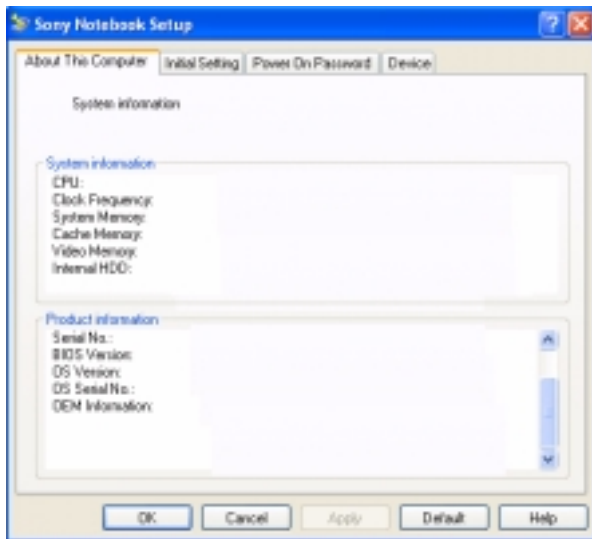 Sony Notebook Setup
About This Computer Initial Setting Power On Password Device
System information
System information
CPU:
Clock Frequency:
System Memory:
Cache Memory:
Video Memory:
Internal HDD:
Product information
Serial No.:
BIOS Version:
OS Version:
OS Serial No.:
OEM Information:
OK Cancel Apply Default Help